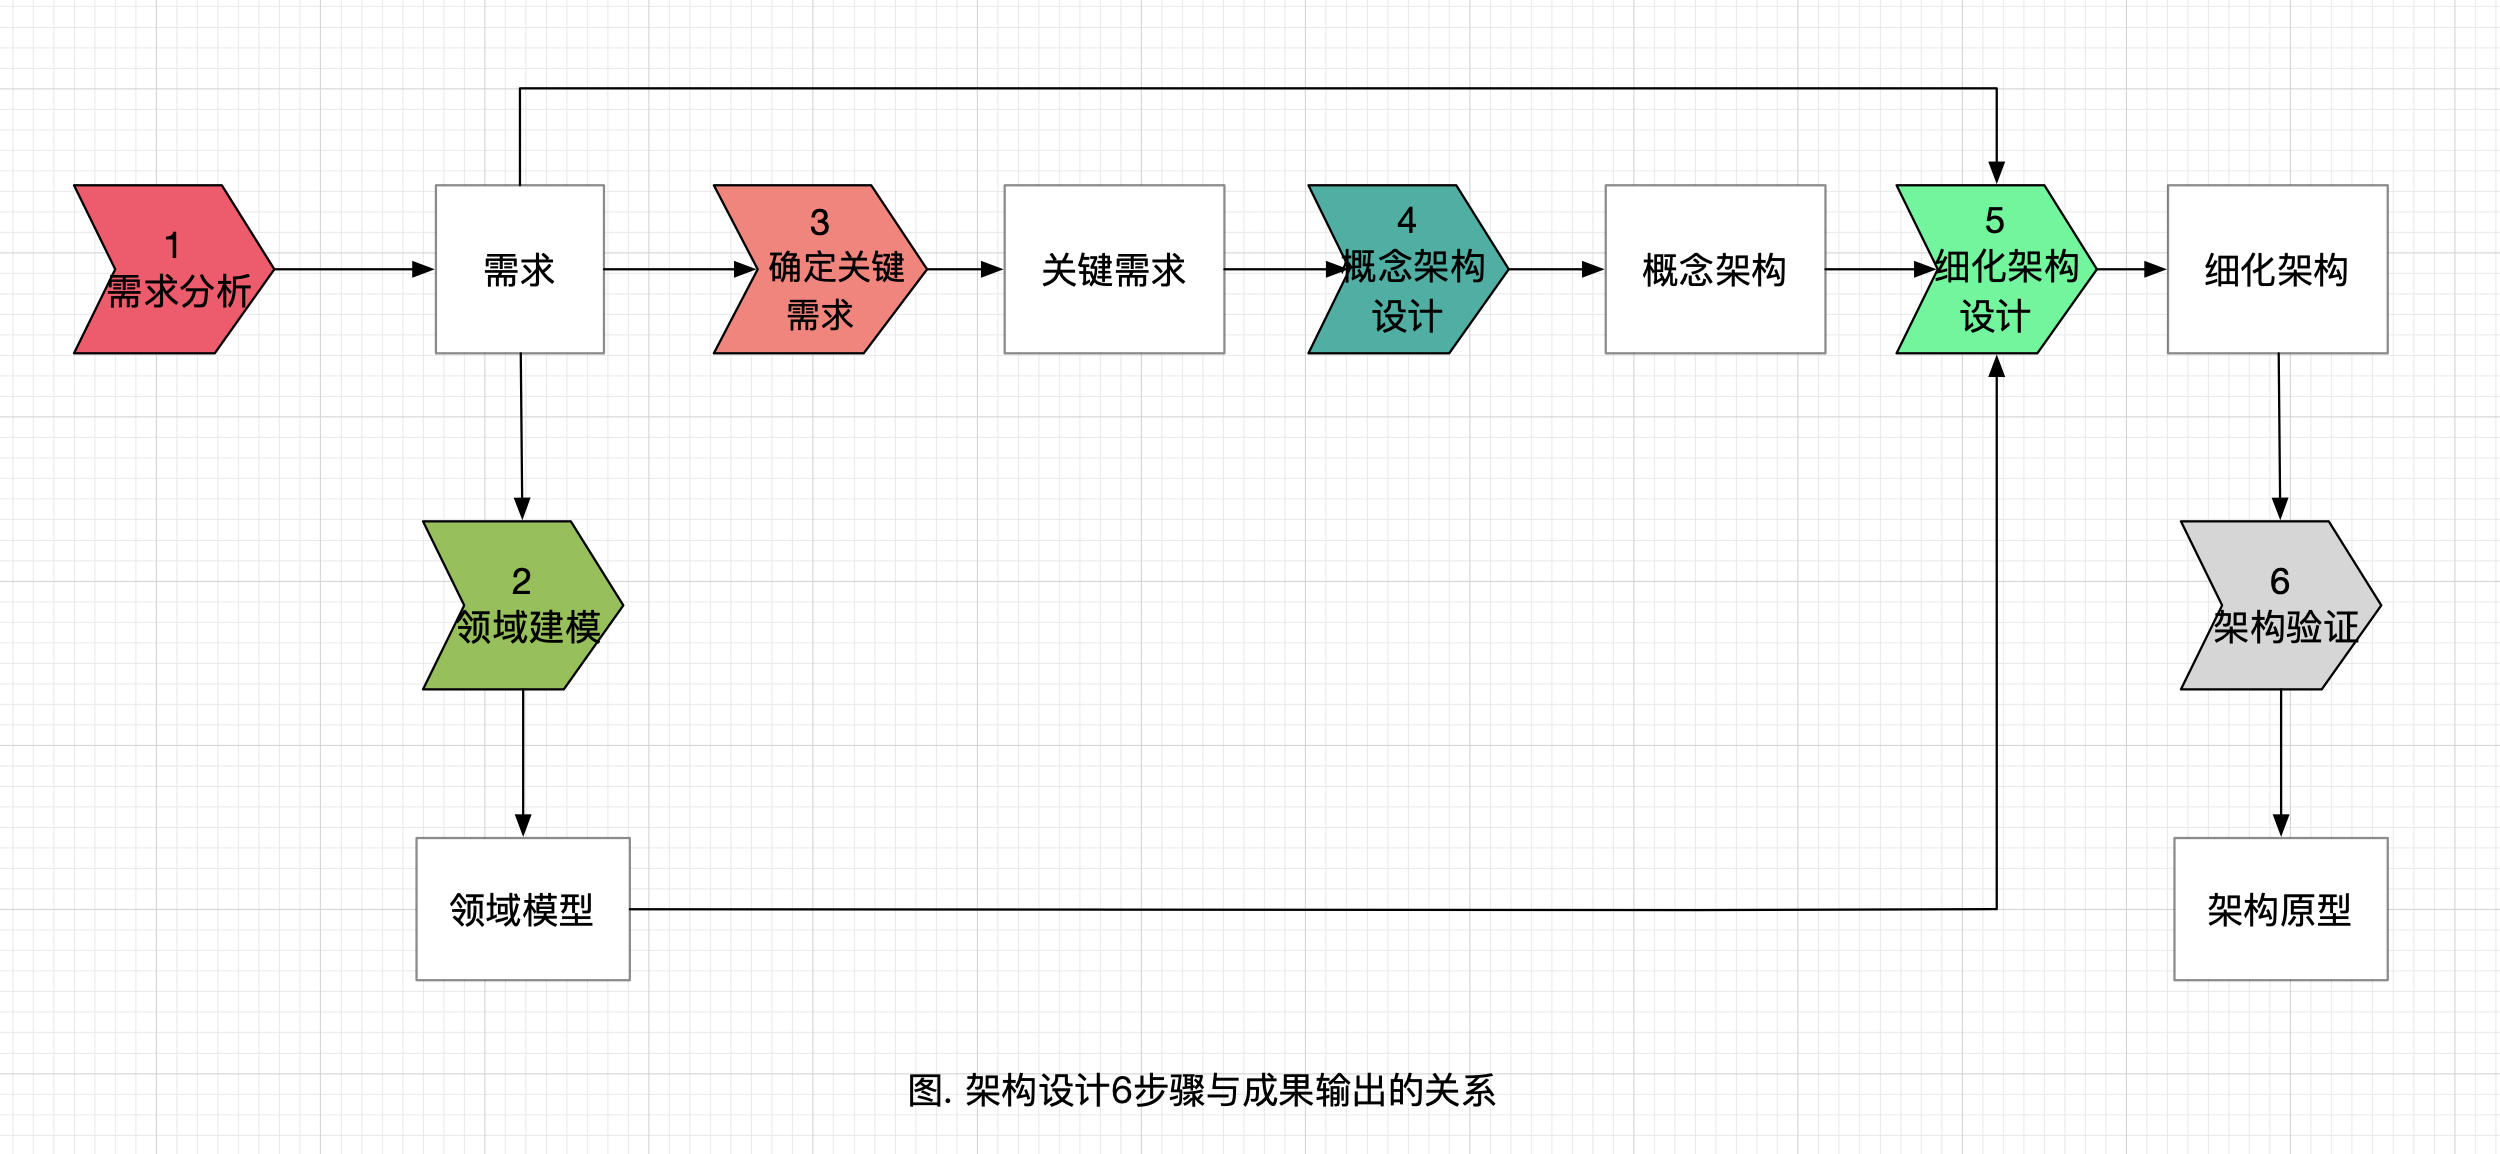 1
需求分析
需求
3
确定关键
需求
关键需求
4
概念架构
设计
概念架构
5
细化架构
设计
细化架构
2
领域建模
6
架构验证
领域模型
架构原型
图. 架构设计6步骤与成果输出的关系